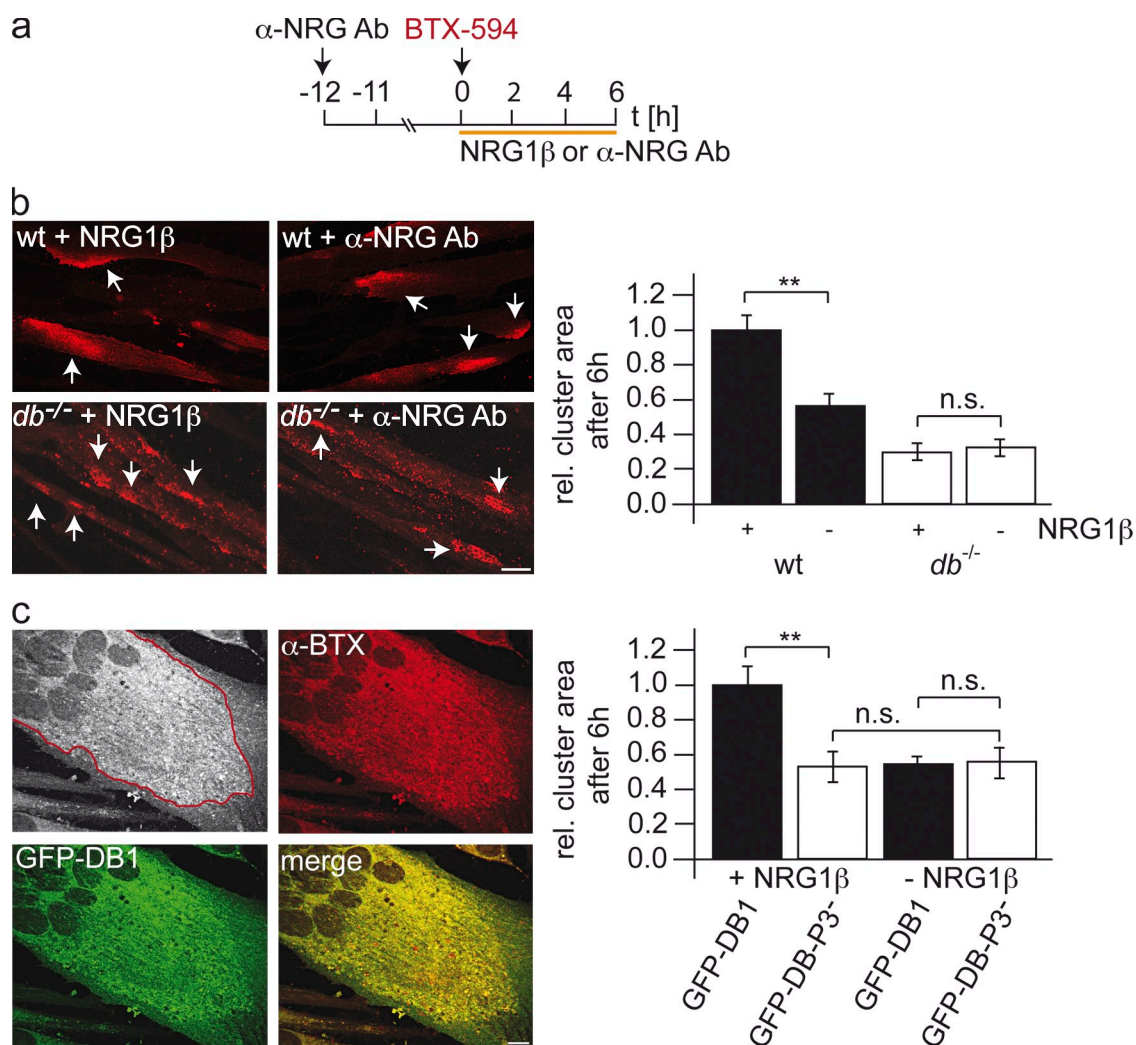 a
α-NRG Ab BTX-594
-12 -11 0 2 4 6 t [h]
NRG1β or α-NRG Ab
b
wt + NRG1β
wt + α-NRG Ab
db-/- + NRG1β
db-/- + α-NRG Ab
rel. cluster area
after 6h
1.2
1.0
0.8
0.6
0.4
0.2
0.0
**
n.s.
+ - + - NRG1β
wt db-/-
c
α-BTX
GFP-DB1
merge
rel. cluster area
after 6h
1.2
1.0
0.8
0.6
0.4
0.2
0.0
**
n.s.
n.s.
+ NRG1β - NRG1β
GFP-DB1
GFP-DB-P3-
GFP-DB1
GFP-DB-P3-